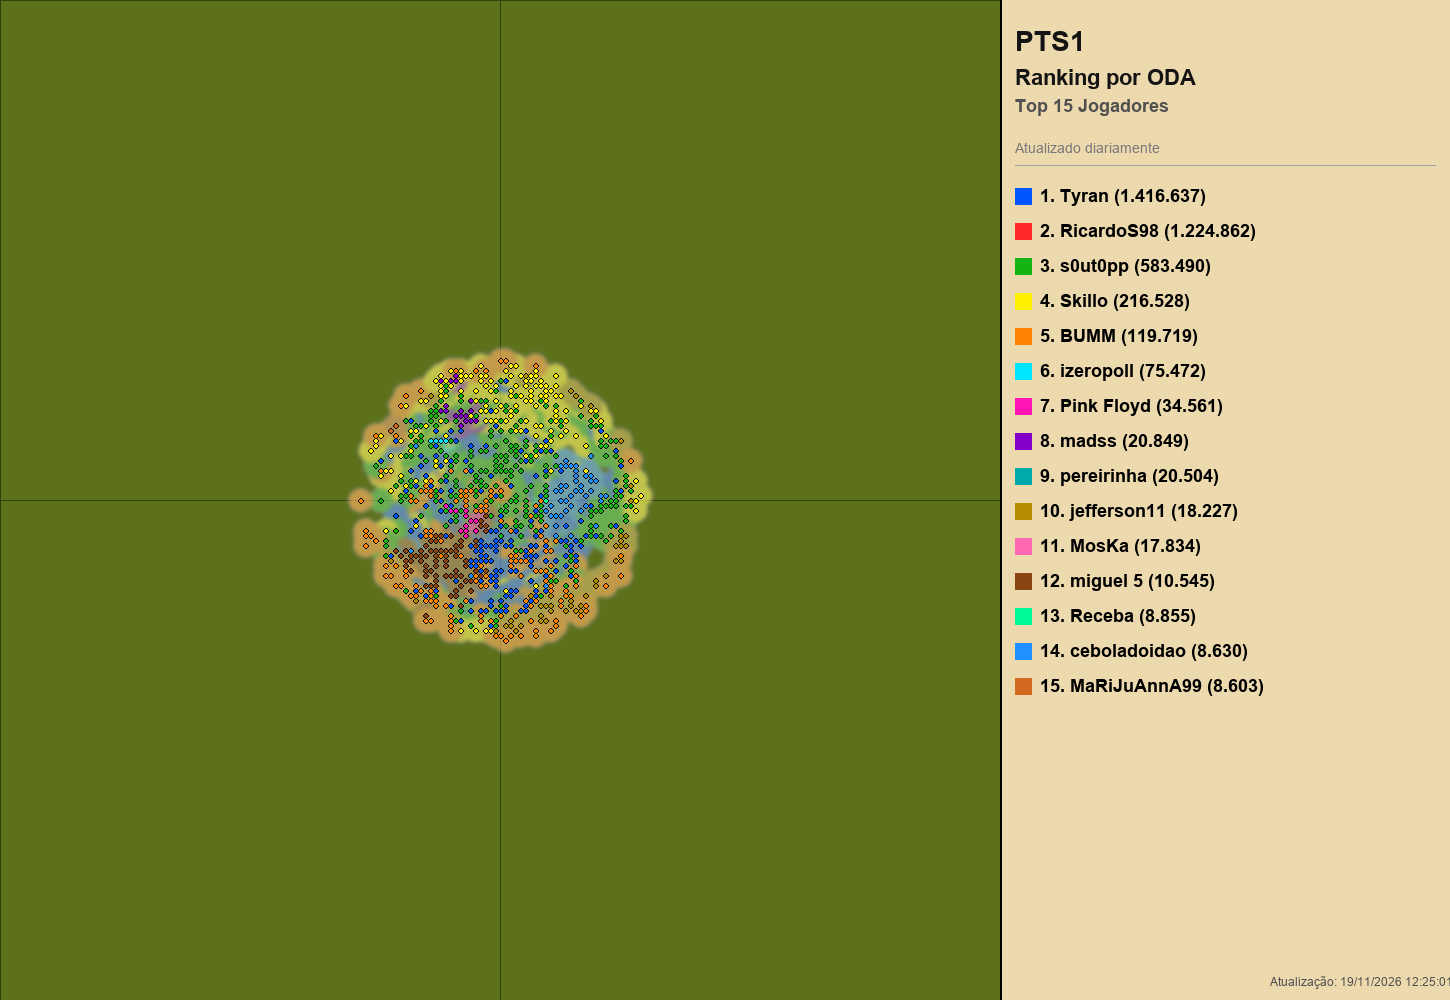 PTS1
Ranking por ODA
Top 15 Jogadores
Atualizado diariamente
1. Tyran (1.416.637)
2. RicardoS98 (1.224.862)
3. s0ut0pp (583.490)
4. Skillo (216.528)
5. BUMM (119.719)
6. izeropoll (75.472)
7. Pink Floyd (34.561)
8. madss (20.849)
9. pereirinha (20.504)
10. jefferson11 (18.227)
11. MosKa (17.834)
12. miguel 5 (10.545)
13. Receba (8.855)
14. ceboladoidao (8.630)
15. MaRiJuAnnA99 (8.603)
Atualização: 19/11/2026 12:25:01